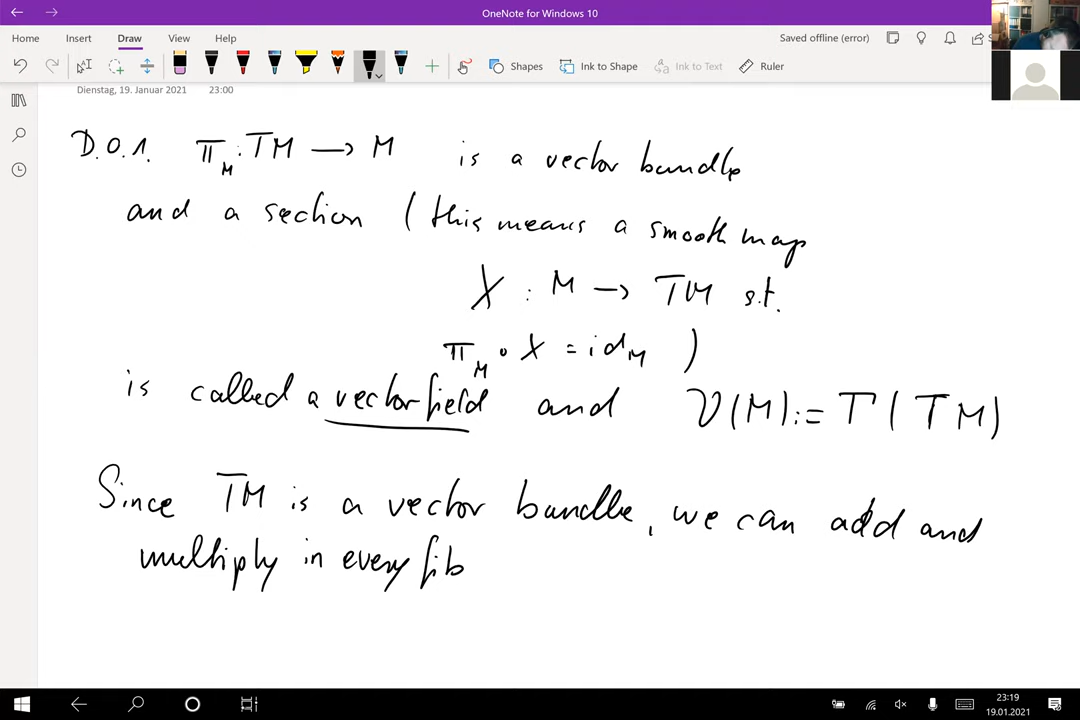 OneNote for Windows 10
Home Insert Draw View Help
Saved offline (error)
Shapes Ink to Shape Ink to Text Ruler
Dienstag, 19. Januar 2021 23:00
D.0.1. π_M : TM → M is a vector bundle
and a section (this means a smooth map
X : M → TM s.t.
π_M ∘ X = id_M )
is called a vector field and V(M) := Γ(TM)
Since TM is a vector bundle, we can add and
multiply in every fib
23:19
19.01.2021